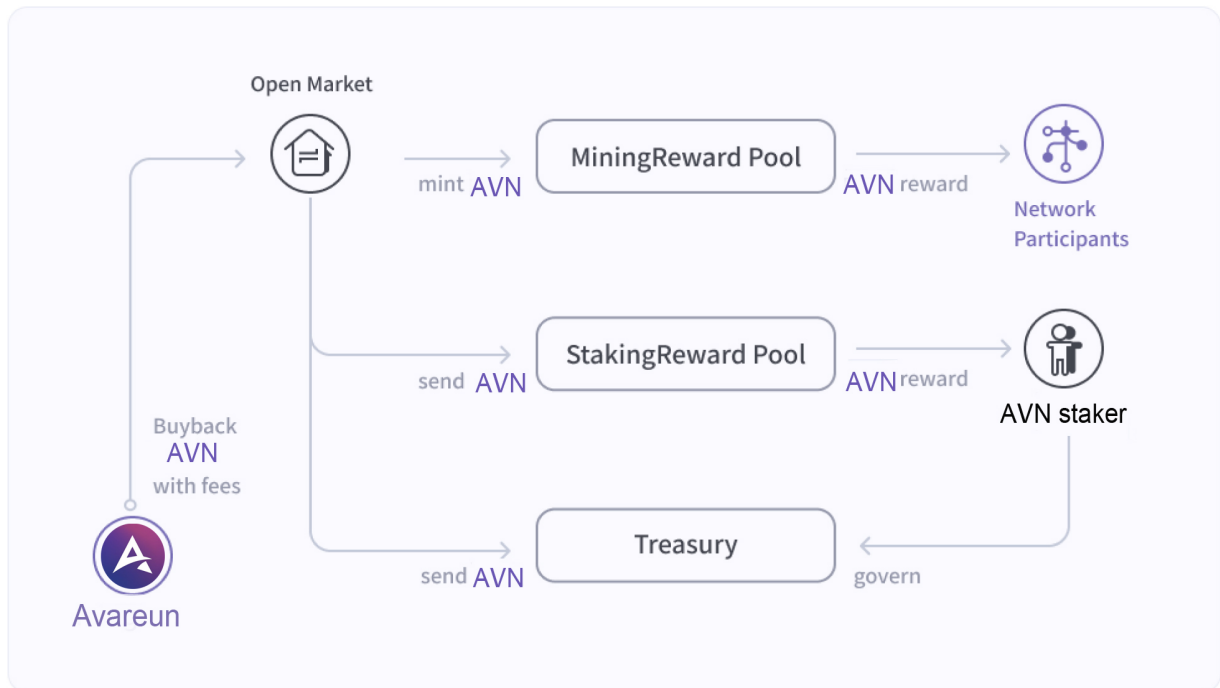 Open Market
mint AVN
MiningReward Pool
AVN reward
Network
Participants
send AVN
StakingReward Pool
AVN reward
AVN staker
Buyback
AVN
with fees
Avareun
send AVN
Treasury
govern